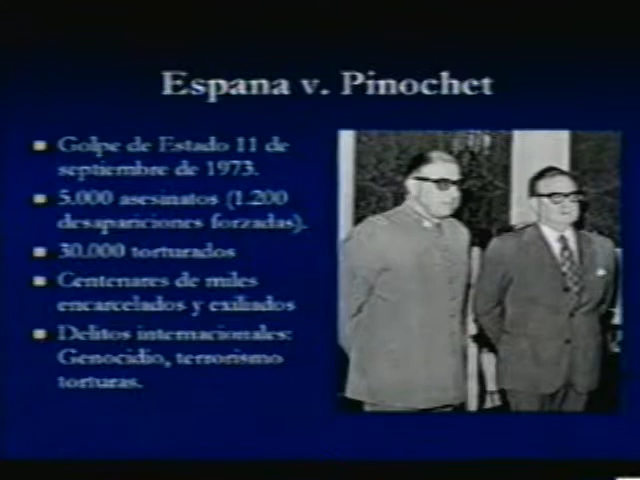 Espana v. Pinochet
Golpe de Estado 11 de
septiembre de 1973.
5.000 asesinatos (1.200
desapariciones forzadas).
30.000 torturados
Centenares de miles
encarcelados y exiliados
Delitos internacionales:
Genocidio, terrorismo
torturas.